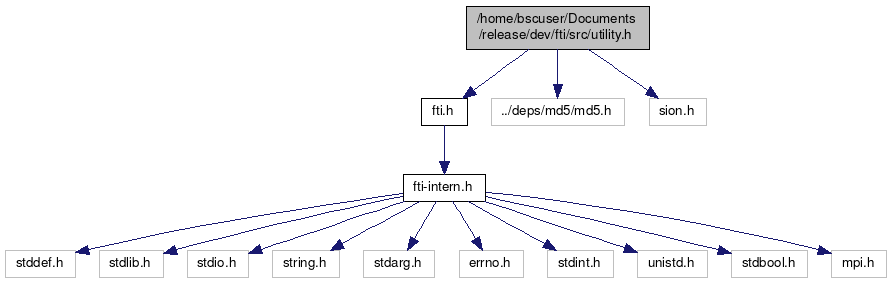 /home/bscuser/Documents
/release/dev/fti/src/utility.h
fti.h
../deps/md5/md5.h
sion.h
fti-intern.h
stddef.h
stdlib.h
stdio.h
string.h
stdarg.h
errno.h
stdint.h
unistd.h
stdbool.h
mpi.h